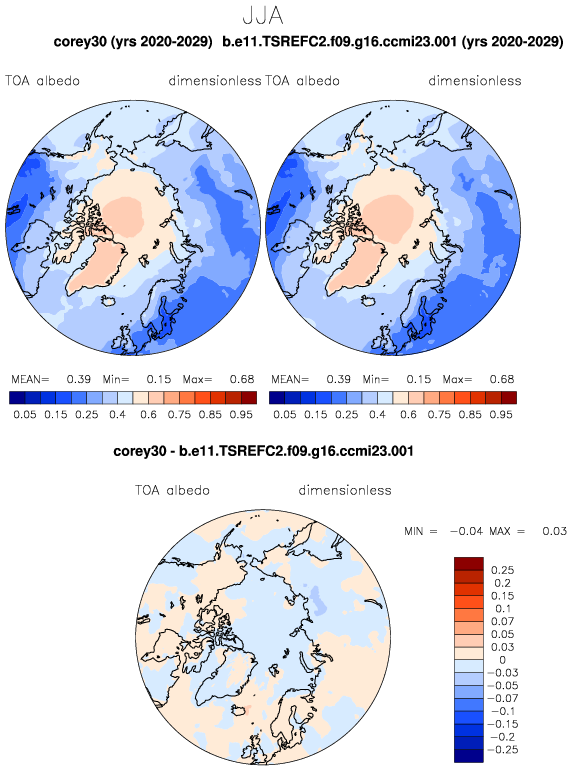 JJA
corey30 (yrs 2020-2029) b.e11.TSREFC2.f09.g16.ccmi23.001 (yrs 2020-2029)
TOA albedo dimensionless TOA albedo dimensionless
MEAN= 0.39 Min= 0.15 Max= 0.68 MEAN= 0.39 Min= 0.15 Max= 0.68
0.05 0.15 0.25 0.4 0.6 0.75 0.85 0.95 0.05 0.15 0.25 0.4 0.6 0.75 0.85 0.95
corey30 - b.e11.TSREFC2.f09.g16.ccmi23.001
TOA albedo dimensionless
MIN = -0.04 MAX = 0.03
0.25
0.2
0.15
0.1
0.07
0.05
0.03
0
-0.03
-0.05
-0.07
-0.1
-0.15
-0.2
-0.25